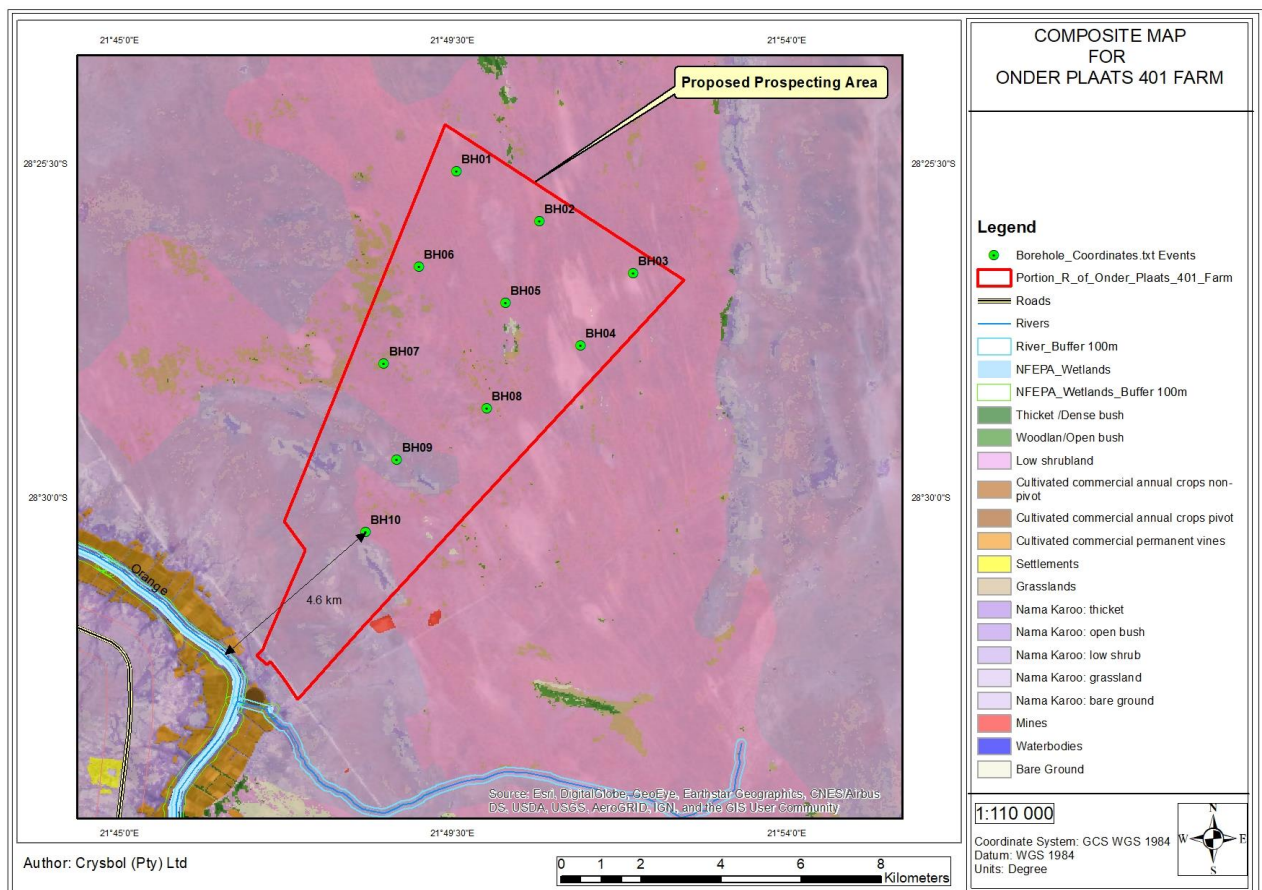 21°45'0"E
21°49'30"E
21°54'0"E
28°25'30"S
28°25'30"S
28°30'0"S
28°30'0"S
Proposed Prospecting Area
BH01
BH02
BH03
BH06
BH05
BH04
BH07
BH08
BH09
BH10
Orange
4.6 km
Source: Esri, DigitalGlobe, GeoEye, Earthstar Geographics, CNES/Airbus
DS, USDA, USGS, AeroGRID, IGN, and the GIS User Community
21°45'0"E
21°49'30"E
21°54'0"E
Author: Crysbol (Pty) Ltd
0 1 2 4 6 8
Kilometers
COMPOSITE MAP
FOR
ONDER PLAATS 401 FARM
Legend
Borehole_Coordinates.txt Events
Portion_R_of_Onder_Plaats_401_Farm
Roads
Rivers
River_Buffer 100m
NFEPA_Wetlands
NFEPA_Wetlands_Buffer 100m
Thicket /Dense bush
Woodlan/Open bush
Low shrubland
Cultivated commercial annual crops non-
pivot
Cultivated commercial annual crops pivot
Cultivated commercial permanent vines
Settlements
Grasslands
Nama Karoo: thicket
Nama Karoo: open bush
Nama Karoo: low shrub
Nama Karoo: grassland
Nama Karoo: bare ground
Mines
Waterbodies
Bare Ground
1:110 000
Coordinate System: GCS WGS 1984
Datum: WGS 1984
Units: Degree
N
W E
S